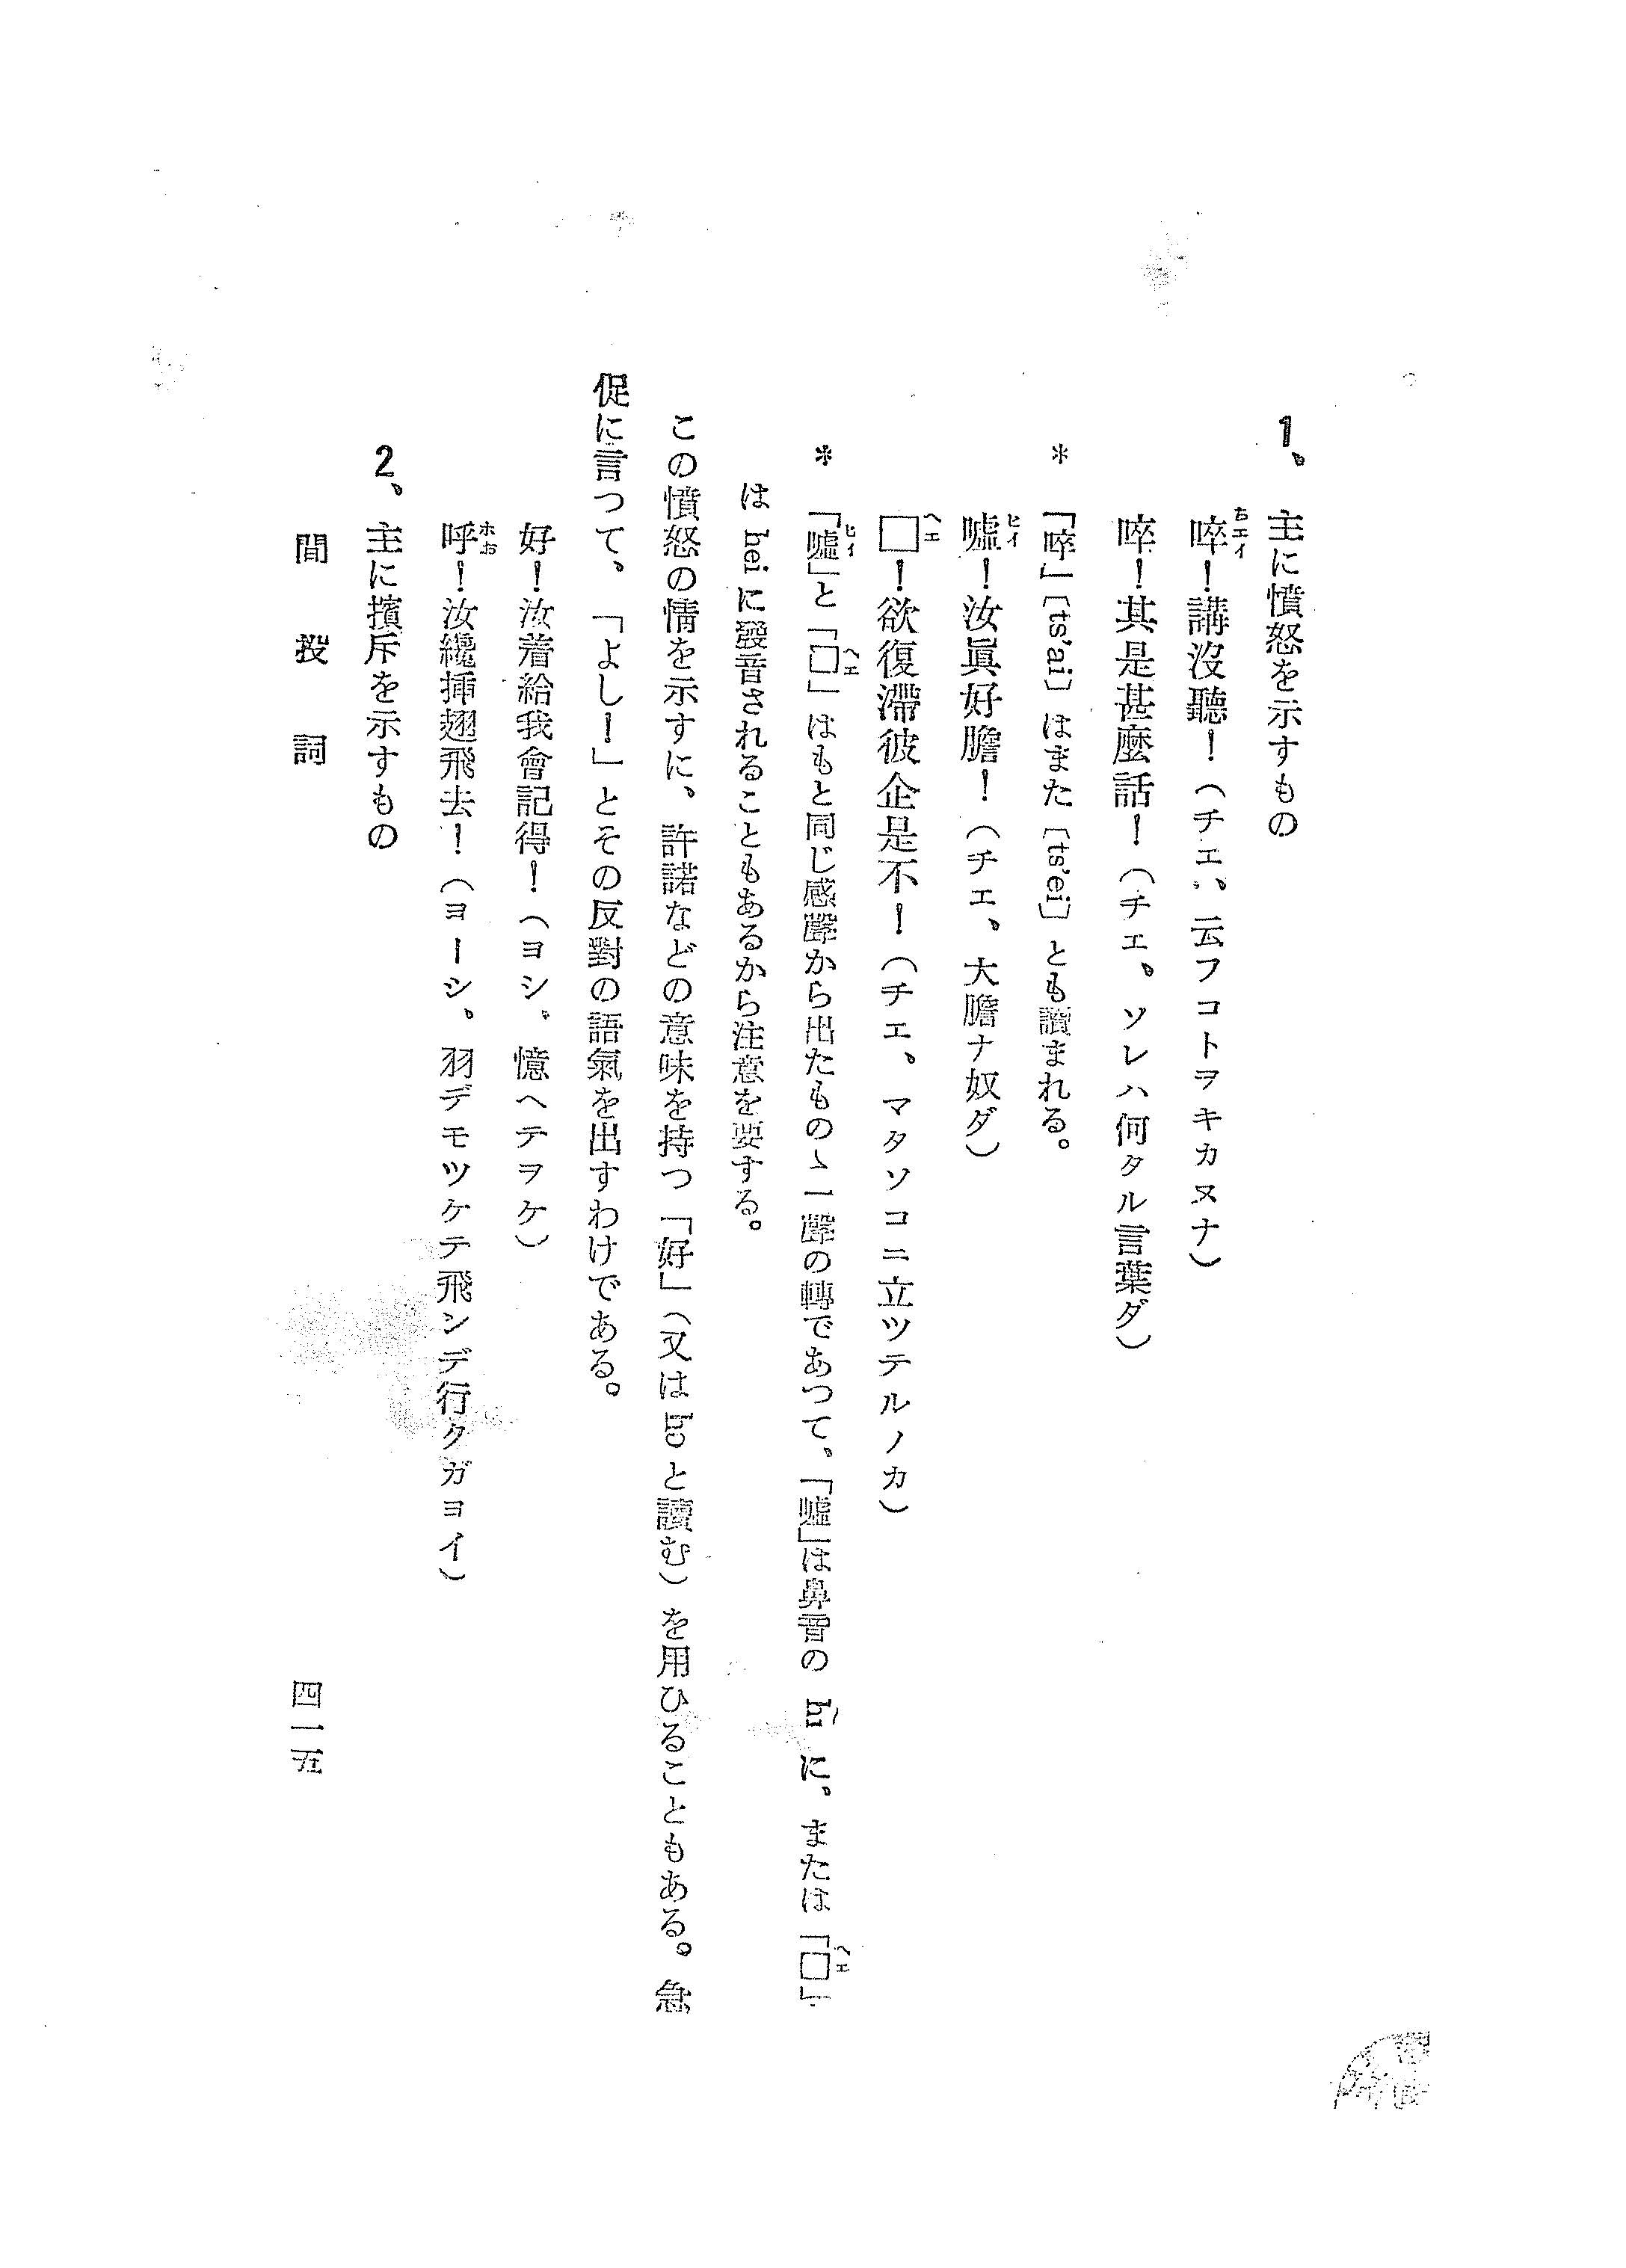 1、主に憤怒を示すもの
啐！講沒聽！（チエ、云フコトヲキカヌナ）
啐！其是甚麼話！（チエ、ソレハ何タル言葉ダ）
＊「啐」〔ts'ai〕はまた〔ts'ei〕とも讀まれる。
噓！汝眞好膽！（チエ、大膽ナ奴ダ）
□！欲復滯彼企是不！（チエ、マタソコニ立ツテルノカ）
＊「噓」と「□」はもと同じ感聲から出たものゝ一聲の轉であつて、「噓」は鼻音の に、または「□」
は hei に發音されることもあるから注意を要する。
この憤怒の情を示すに、許諾などの意味を持つ「好」（又は ho と讀む）を用ひることもある。急
促に言つて、「よし！」とその反對の語氣を出すわけである。
好！汝着給我會記得！（ヨシ、憶ヘテヲケ）
呼！汝纔揷翅飛去！（ヨーシ、羽デモツケテ飛ンデ行クガヨイ）
2、主に擯斥を示すもの
間投詞
四一五